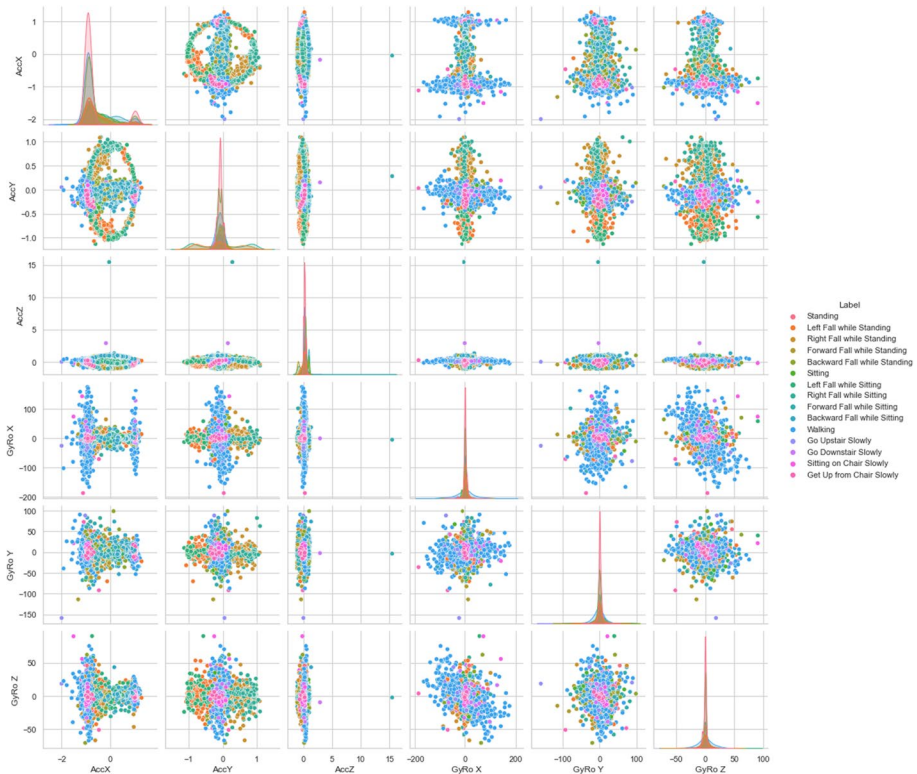 AccX
1
0
−1
−2
AccY
1.0
0.5
0.0
−0.5
−1.0
AccZ
15
10
5
0
GyRo X
100
0
−100
−200
GyRo Y
100
50
0
−50
−100
−150
GyRo Z
50
0
−50
−2 0
AccX
−1 0 1
AccY
0 5 10 15
AccZ
−200 0 200
GyRo X
−100 0 100
GyRo Y
−50 0 50 100
GyRo Z
Label
Standing
Left Fall while Standing
Right Fall while Standing
Forward Fall while Standing
Backward Fall while Standing
Sitting
Left Fall while Sitting
Right Fall while Sitting
Forward Fall while Sitting
Backward Fall while Sitting
Walking
Go Upstair Slowly
Go Downstair Slowly
Sitting on Chair Slowly
Get Up from Chair Slowly